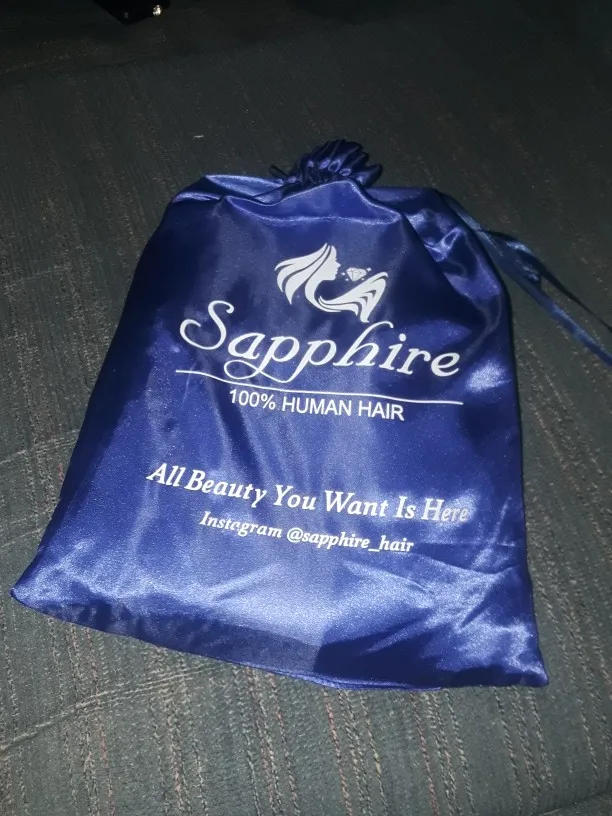 Sapphire
100% HUMAN HAIR
All Beauty You Want Is Here
Instagram @sapphire_hair